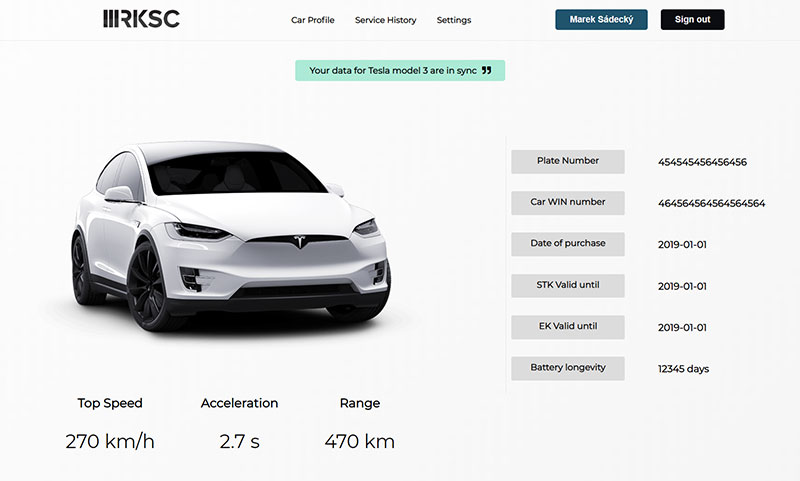 RKSC
Car Profile Service History Settings
Marek Sádecký Sign out
Your data for Tesla model 3 are in sync
Plate Number 454545456456456
Car WIN number 464564564564564564
Date of purchase 2019-01-01
STK Valid until 2019-01-01
EK Valid until 2019-01-01
Battery longevity 12345 days
Top Speed Acceleration Range
270 km/h 2.7 s 470 km